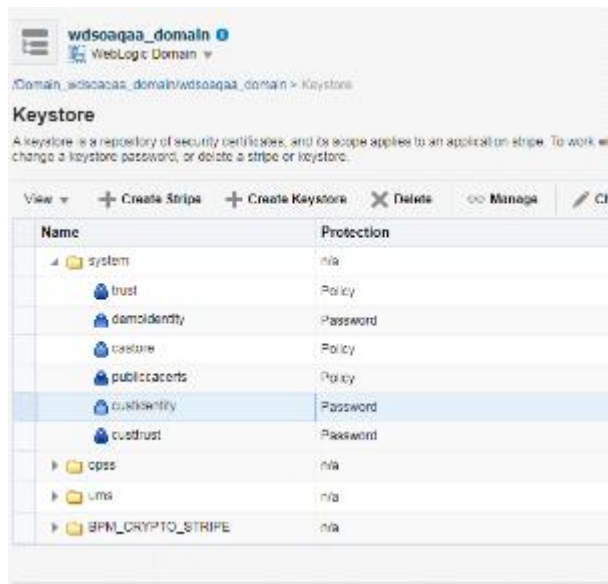 wdsoaqaa_domain
WebLogic Domain
/Domain_wdsoaqaa_domain/wdsoaqaa_domain > Keystore
Keystore
A keystore is a repository of security certificates, and its scope applies to an application stripe. To work
change a keystore password, or delete a stripe or keystore.
View Create Stripe Create Keystore Delete Manage
Name Protection
system n/a
trust Policy
demoidentity Password
castore Policy
publiccacerts Policy
custidentity Password
custtrust Password
opss n/a
ums n/a
BPM_CRYPTO_STRIPE n/a